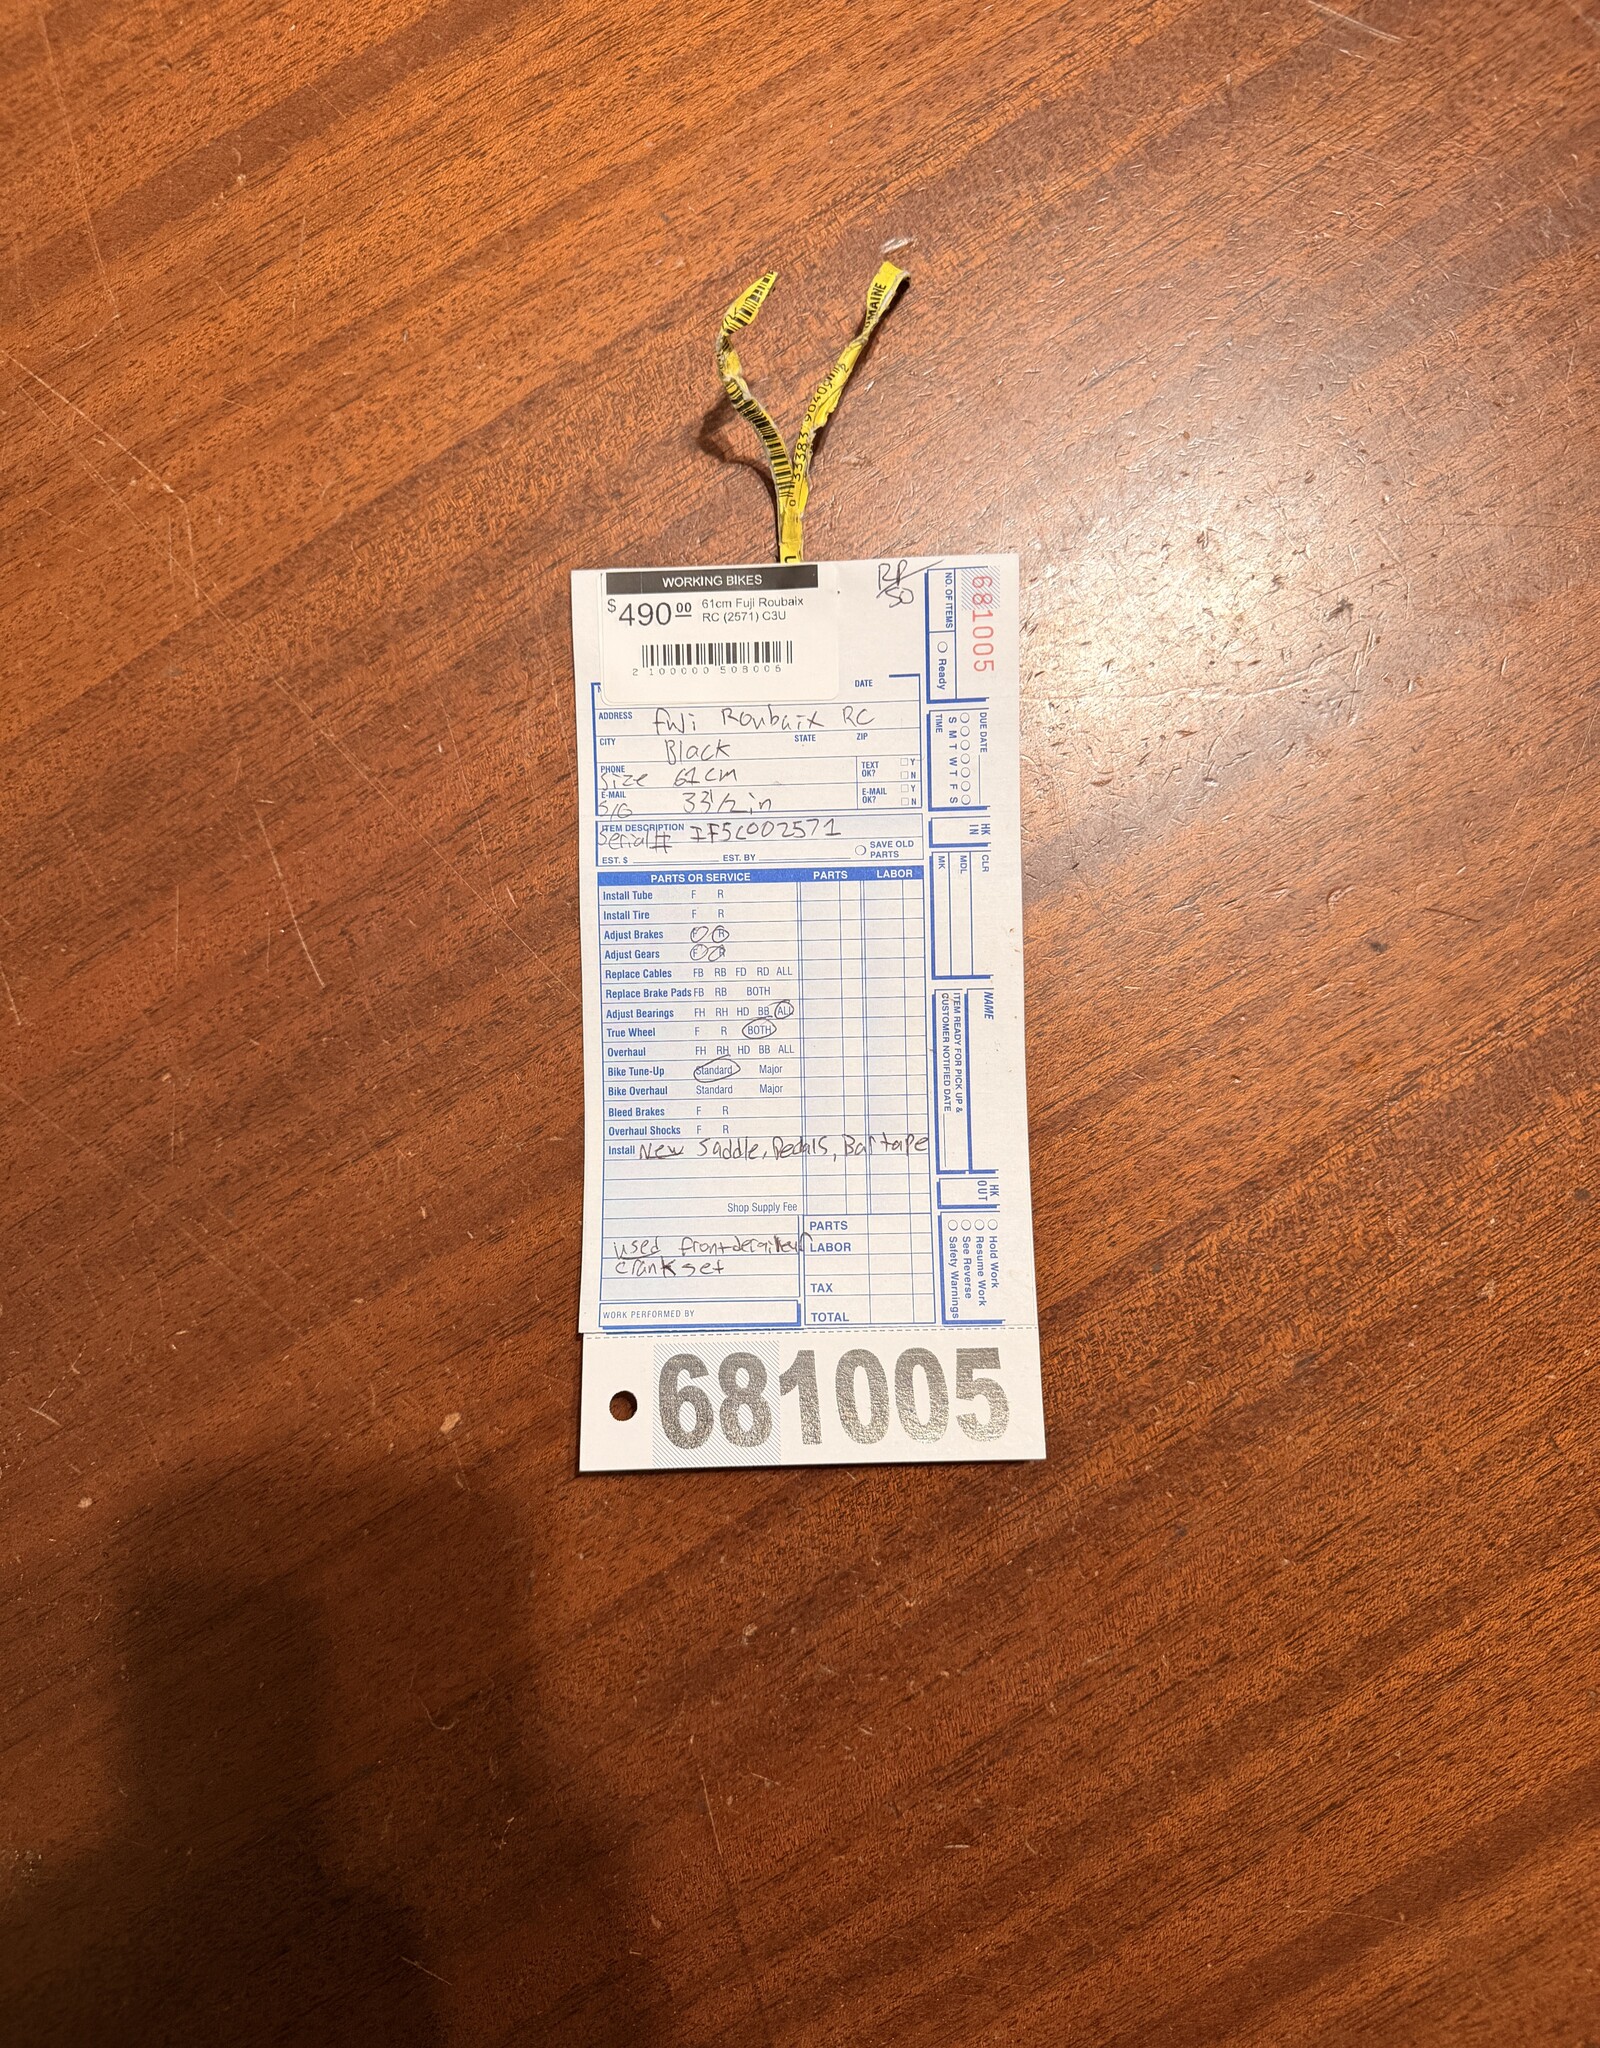 MAINE
33383 90405
WORKING BIKES
$490.00 61cm Fuji Roubaix
RC (2571) C3U
2 100000 508006
RP/
50
DATE
ADDRESS Fuji Roubaix RC
CITY Black STATE ZIP
PHONE Size 61cm TEXT OK? Y N
E-MAIL S/O 33 1/2 in E-MAIL OK? Y N
ITEM DESCRIPTION Serial# IF5C002571
EST. $ EST. BY SAVE OLD PARTS
PARTS OR SERVICE PARTS LABOR
Install Tube F R
Install Tire F R
Adjust Brakes F R
Adjust Gears F R
Replace Cables FB RB FD RD ALL
Replace Brake Pads FB RB BOTH
Adjust Bearings FH RH HD BB ALL
True Wheel F R BOTH
Overhaul FH RH HD BB ALL
Bike Tune-Up Standard Major
Bike Overhaul Standard Major
Bleed Brakes F R
Overhaul Shocks F R
Install New Saddle, Pedals, Bar tape
Shop Supply Fee
PARTS
used front derailleur LABOR
crankset
TAX
WORK PERFORMED BY TOTAL
681005
NO. OF ITEMS Ready
DUE DATE
S M T W T F S
TIME
HK IN
CLR
MDL
MK
NAME
ITEM READY FOR PICK UP &
CUSTOMER NOTIFIED DATE
HK OUT
Hold Work
Resume Work
See Reverse
Safety Warnings
681005